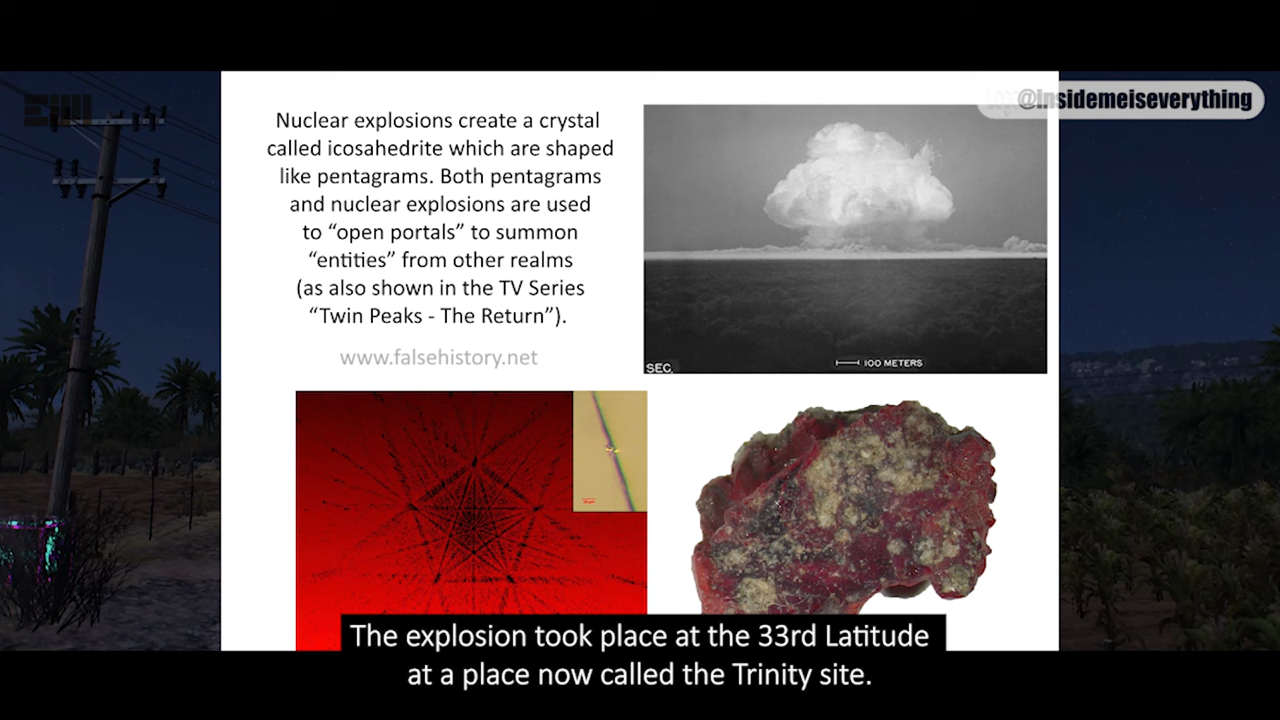 @insidemeiseverything
Nuclear explosions create a crystal
called icosahedrite which are shaped
like pentagrams. Both pentagrams
and nuclear explosions are used
to “open portals” to summon
“entities” from other realms
(as also shown in the TV Series
“Twin Peaks - The Return”).
www.falsehistory.net
SEC.
100 METERS
The explosion took place at the 33rd Latitude
at a place now called the Trinity site.